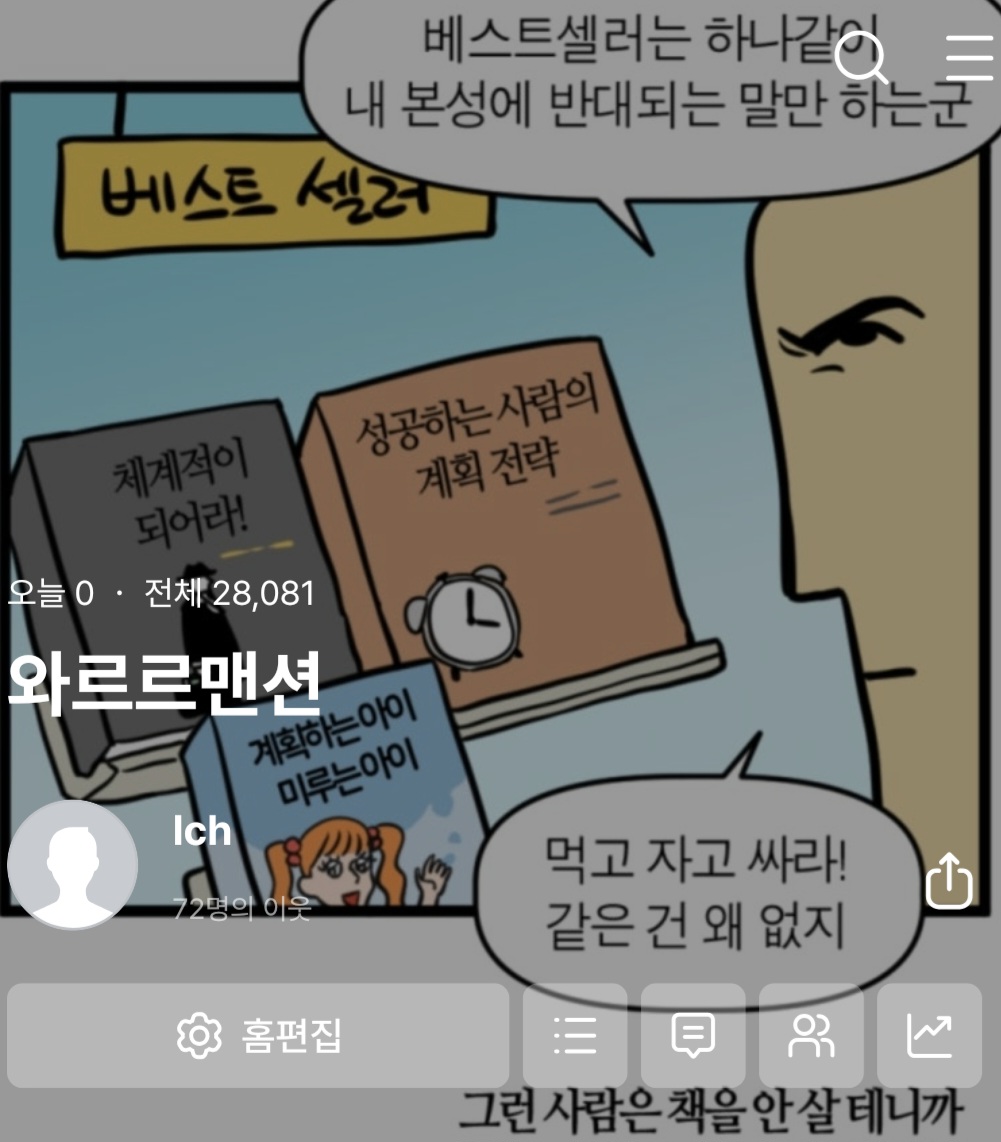 베스트셀러는 하나같이
내 본성에 반대되는 말만 하는군
베스트 셀러
성공하는 사람의
계획 전략
체계적이
되어라!
오늘 0 · 전체 28,081
와르르맨션
계획하는 아이
미루는 아이
Ich
72명의 이웃
먹고 자고 싸라!
같은 건 왜 없지
홈편집
그런 사람은 책을 안 살 테니까